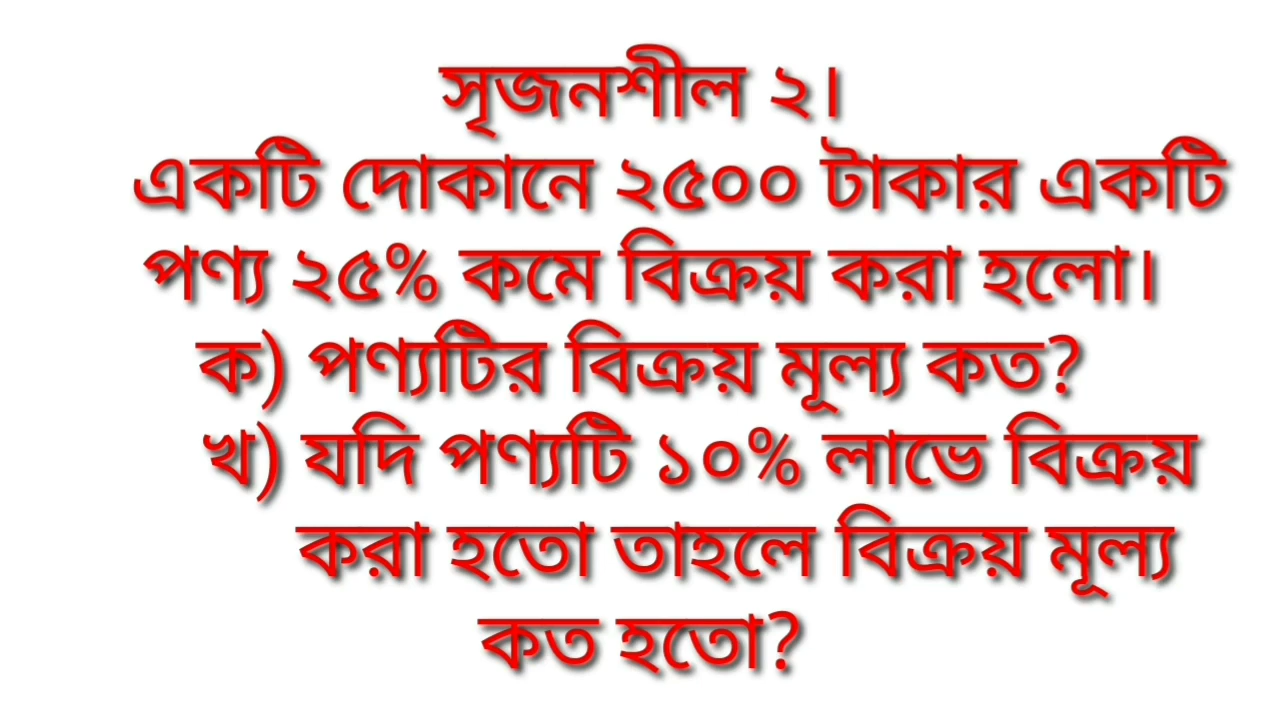 সৃজনশীল ২।
একটি দোকানে ২৫০০ টাকার একটি
পণ্য ২৫% কমে বিক্রয় করা হলো।
ক) পণ্যটির বিক্রয় মূল্য কত?
খ) যদি পণ্যটি ১০% লাভে বিক্রয়
করা হতো তাহলে বিক্রয় মূল্য
কত হতো?